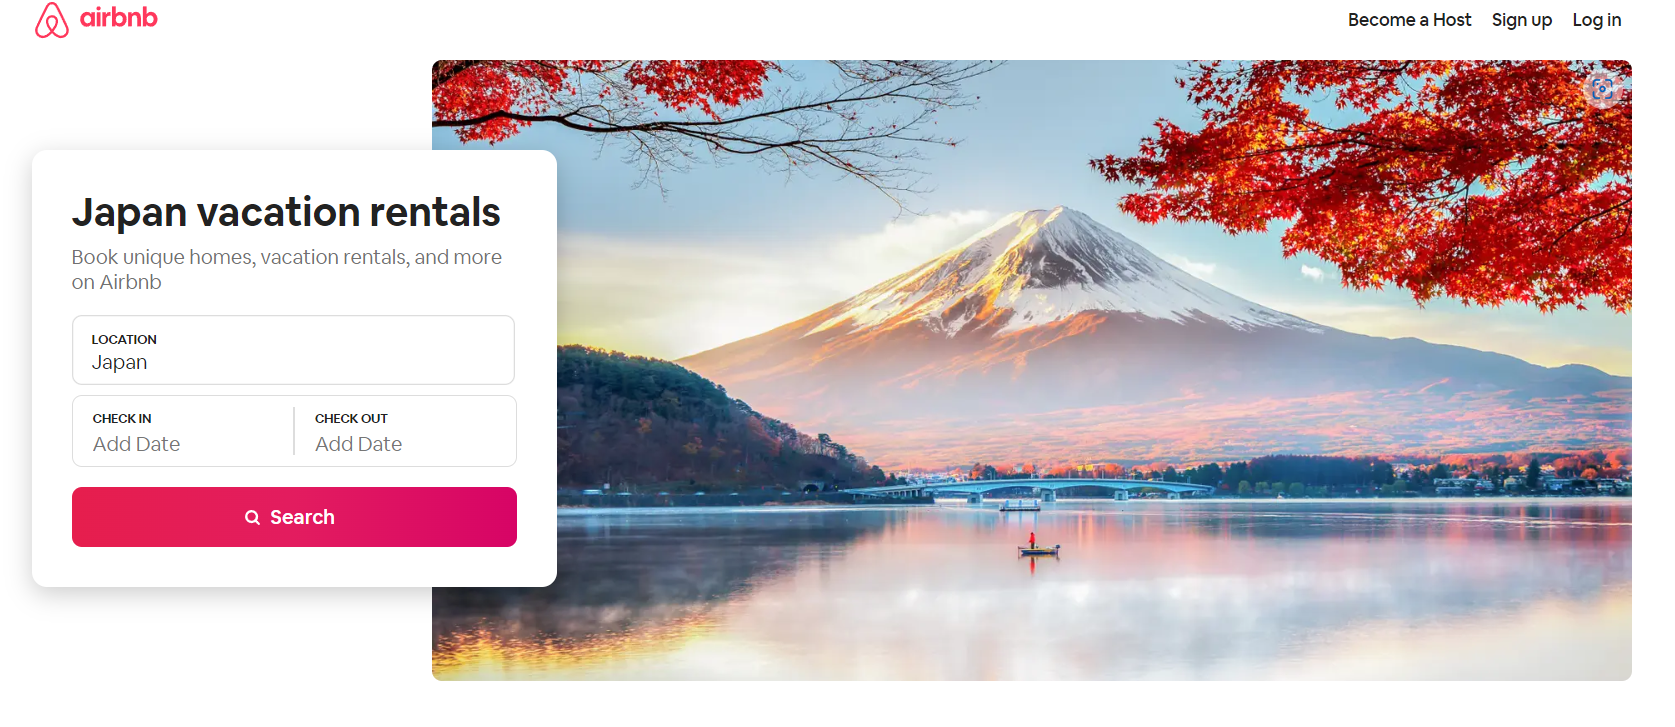 airbnb
Become a Host
Sign up
Log in
Japan vacation rentals
Book unique homes, vacation rentals, and more
on Airbnb
LOCATION
Japan
CHECK IN
CHECK OUT
Add Date
Add Date
Search